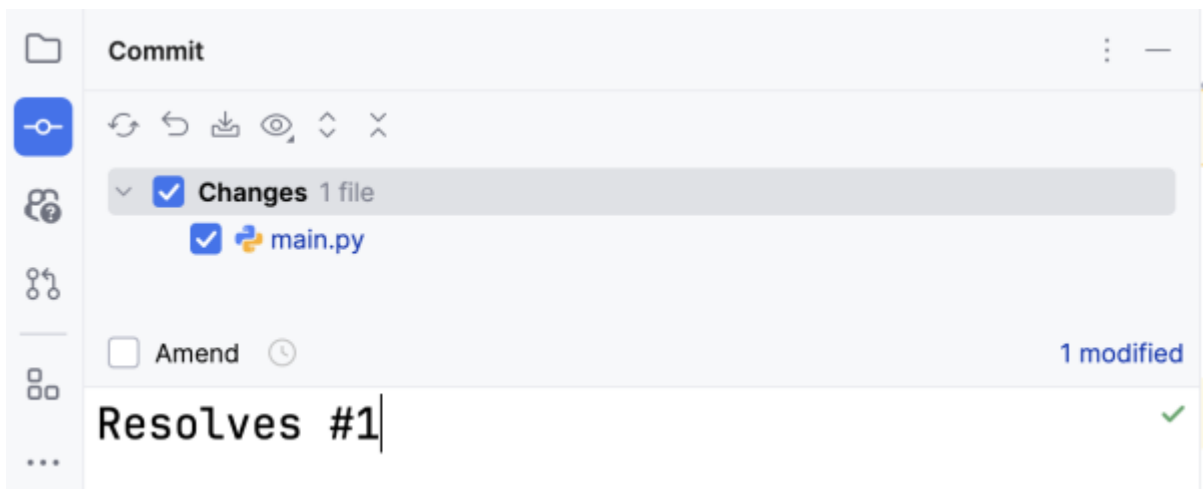 Commit
Changes 1 file
main.py
Amend
1 modified
Resolves #1